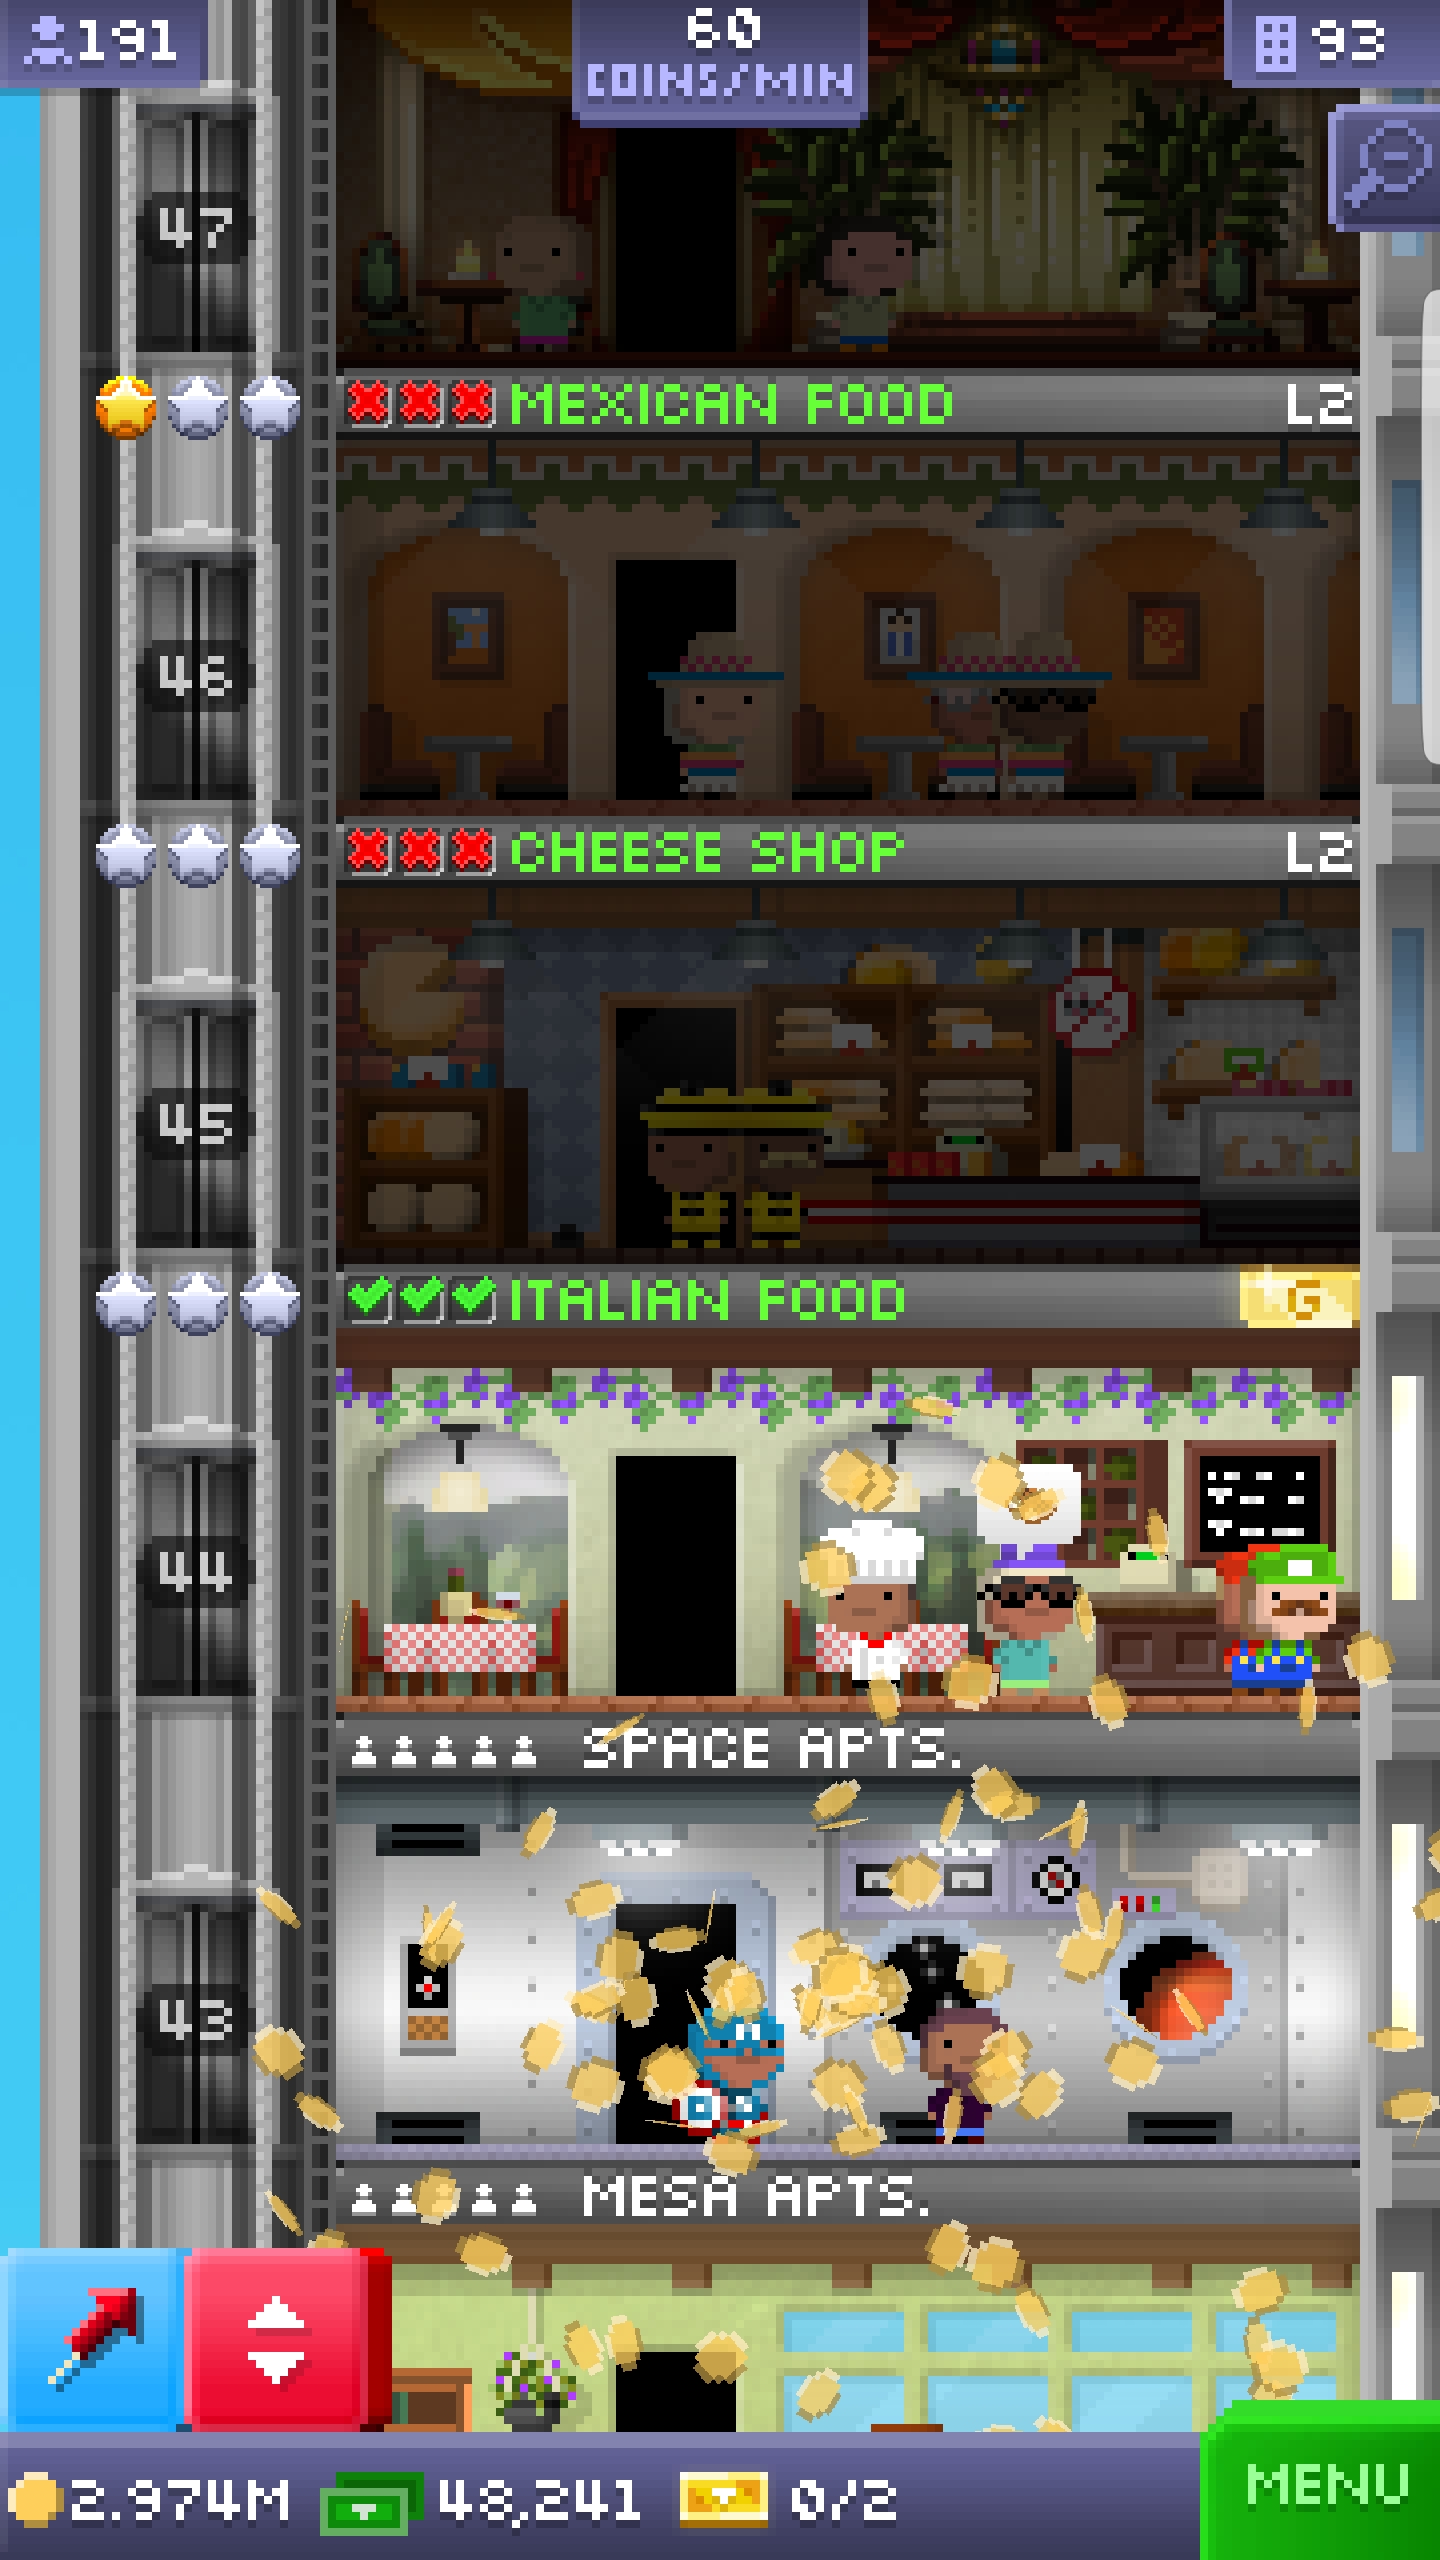 191
60
COINS/MIN
93
47
MEXICAN FOOD L2
46
CHEESE SHOP L2
45
ITALIAN FOOD G
44
SPACE APTS.
43
MESA APTS.
2.974M 48,241 0/2
MENU